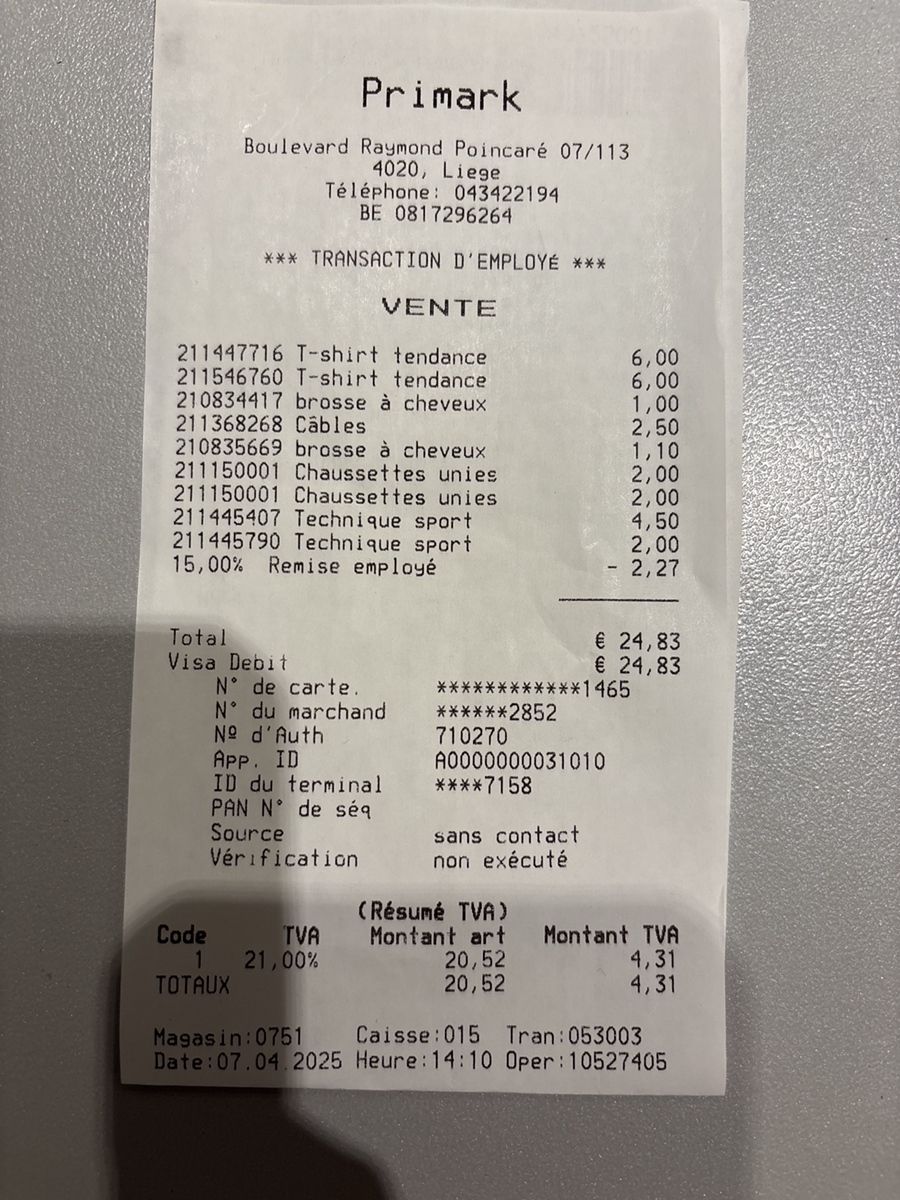 Primark
Boulevard Raymond Poincaré 07/113
4020, Liege
Téléphone: 043422194
BE 0817296264
*** TRANSACTION D'EMPLOYÉ ***
VENTE
211447716 T-shirt tendance 6,00
211546760 T-shirt tendance 6,00
210834417 brosse à cheveux 1,00
211368268 Câbles 2,50
210835669 brosse à cheveux 1,10
211150001 Chaussettes unies 2,00
211150001 Chaussettes unies 2,00
211445407 Technique sport 4,50
211445790 Technique sport 2,00
15,00% Remise employé - 2,27
Total € 24,83
Visa Debit € 24,83
N° de carte. ************1465
N° du marchand ******2852
Nº d'Auth 710270
App. ID A0000000031010
ID du terminal ****7158
PAN N° de séq
Source sans contact
Vérification non exécuté
(Résumé TVA)
Code TVA Montant art Montant TVA
1 21,00% 20,52 4,31
TOTAUX 20,52 4,31
Magasin:0751 Caisse:015 Tran:053003
Date:07.04.2025 Heure:14:10 Oper:10527405